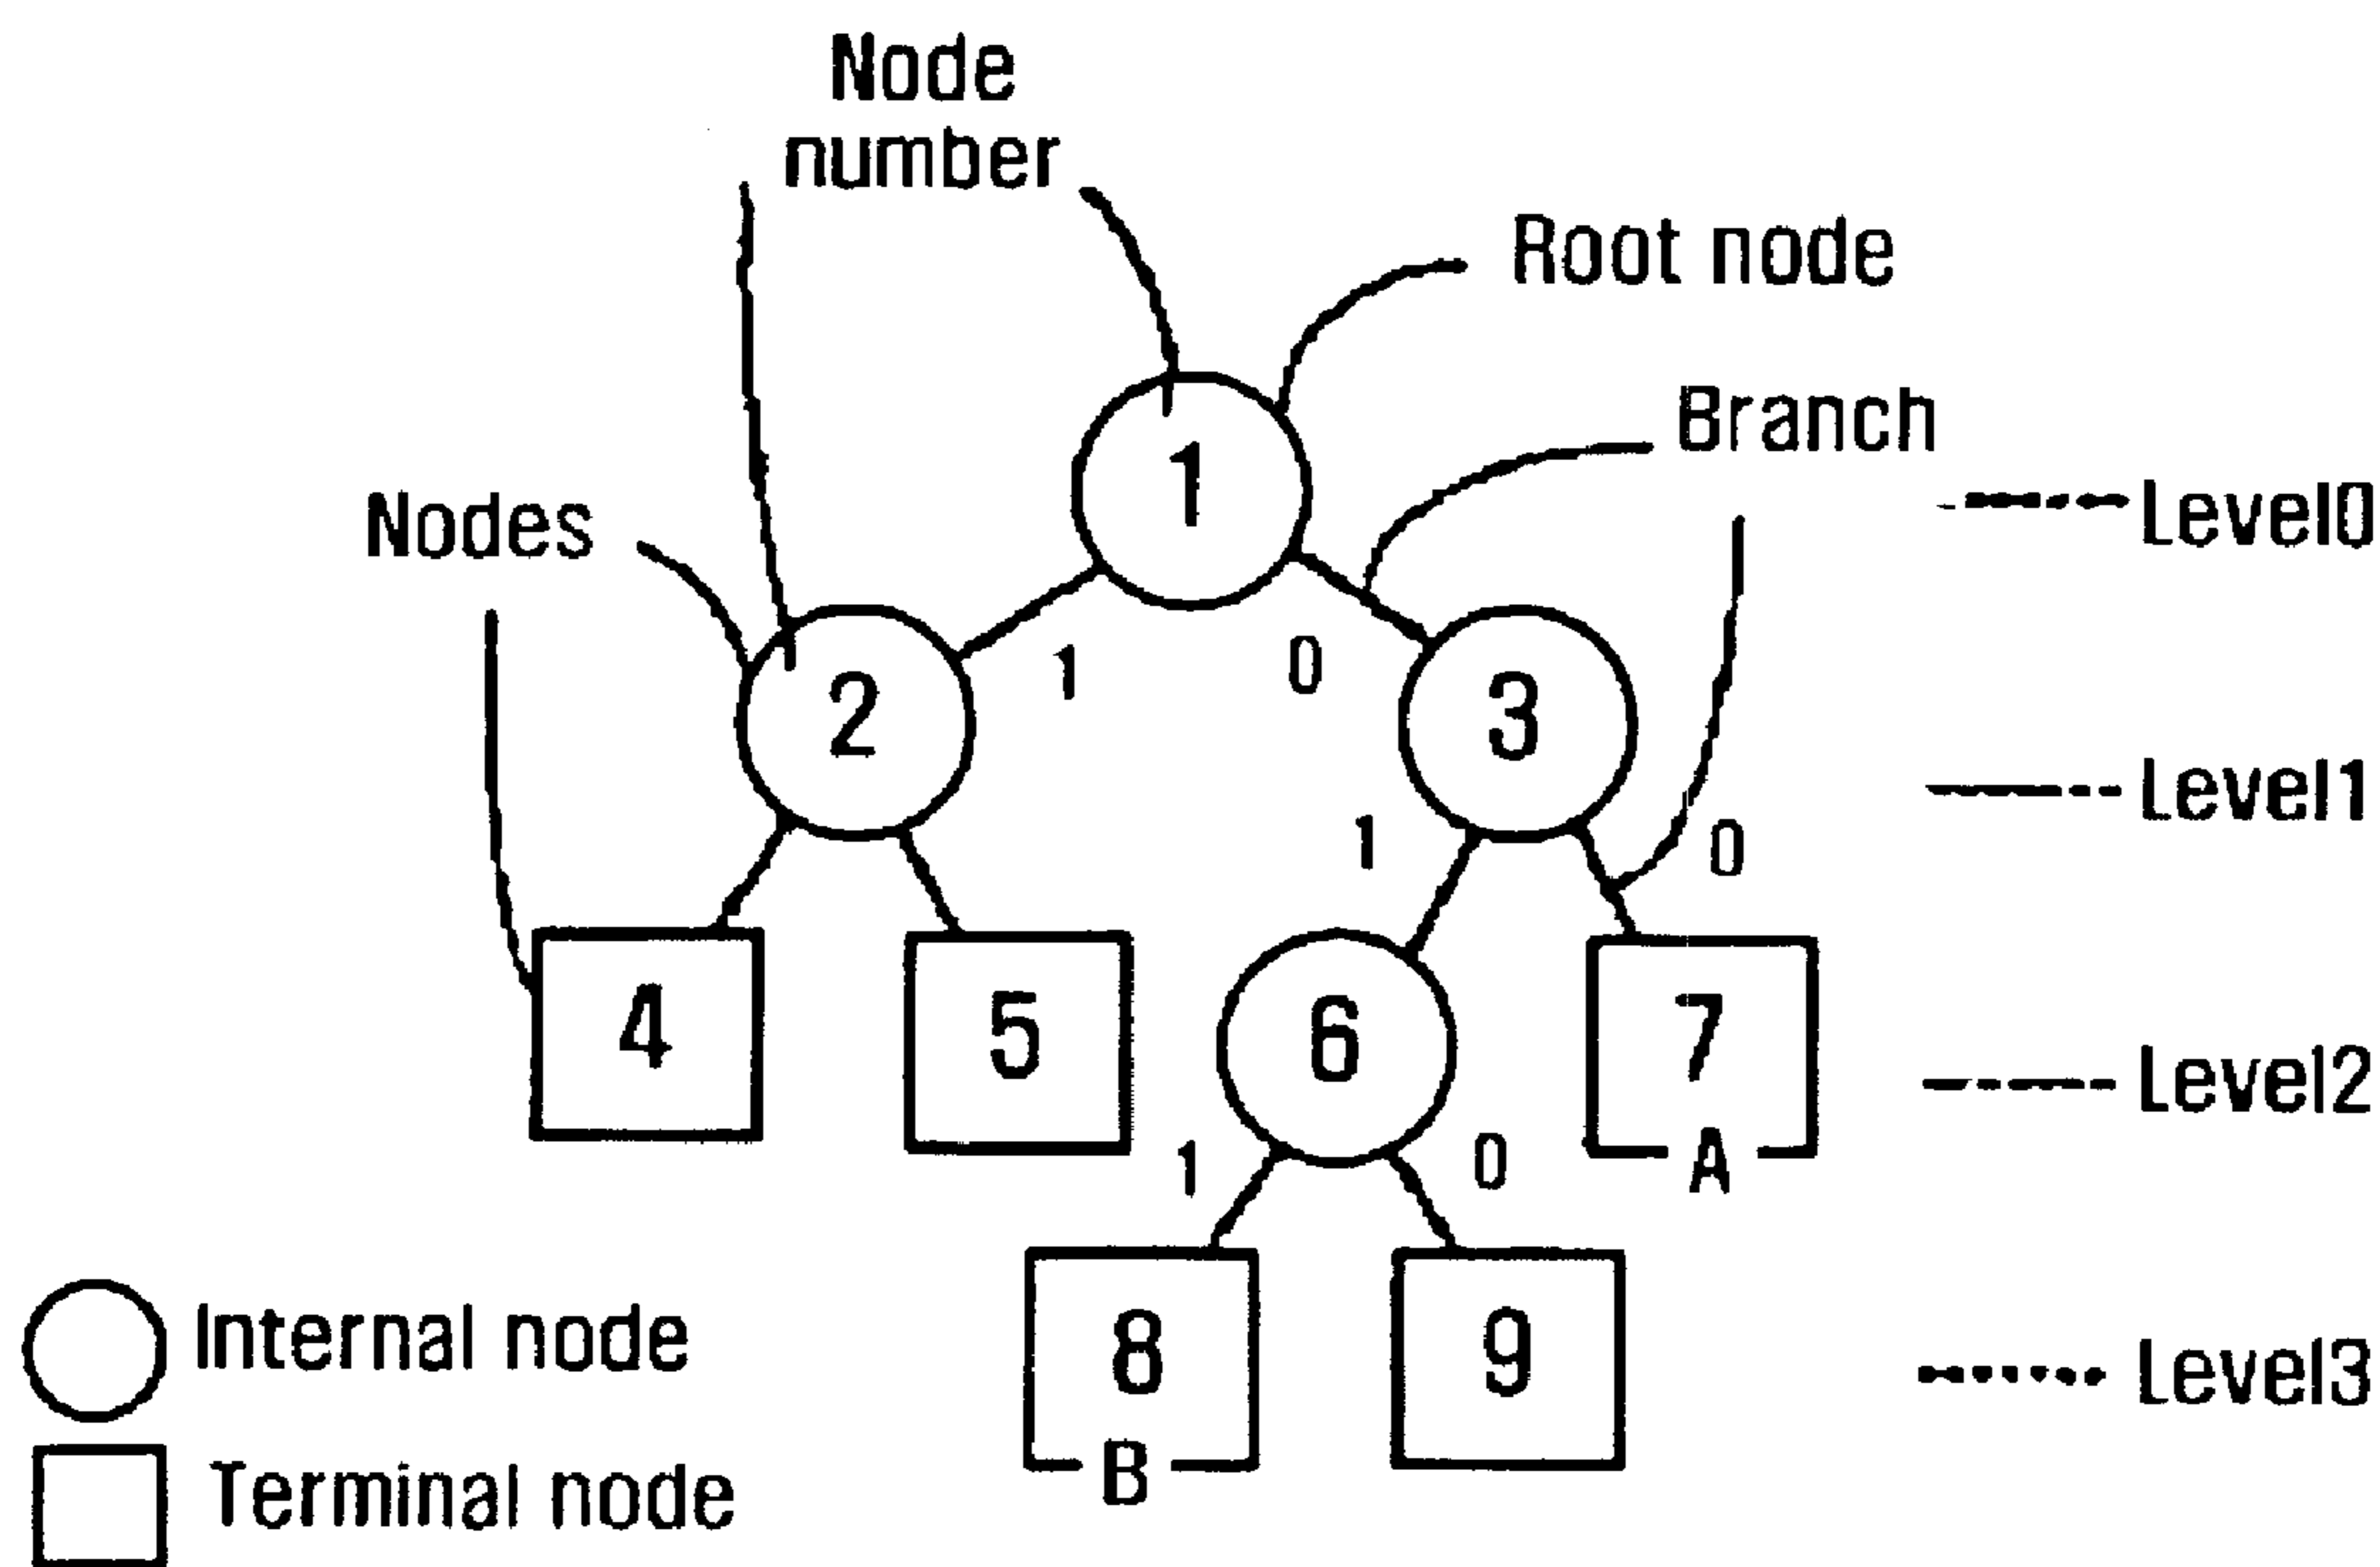 Node
number
Root node
Branch
1
Level0
Nodes
1
0
2
3
1
0
Level1
4
5
6
7
Level2
1
0
A
8
9
Level3
B
Internal node
Terminal node